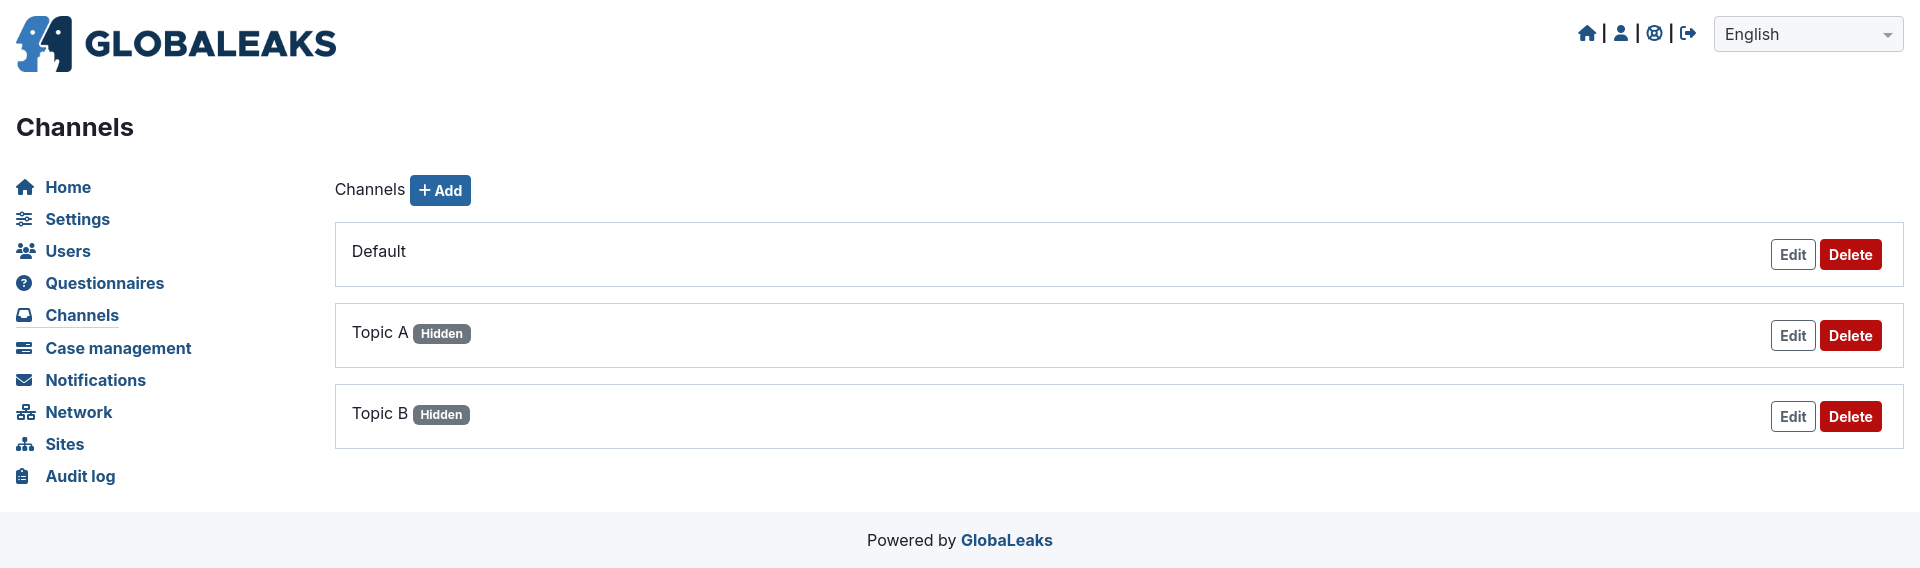 GLOBALEAKS
English
Channels
Home
Settings
Users
Questionnaires
Channels
Case management
Notifications
Network
Sites
Audit log
Channels + Add
Default Edit Delete
Topic A Hidden Edit Delete
Topic B Hidden Edit Delete
Powered by GlobaLeaks